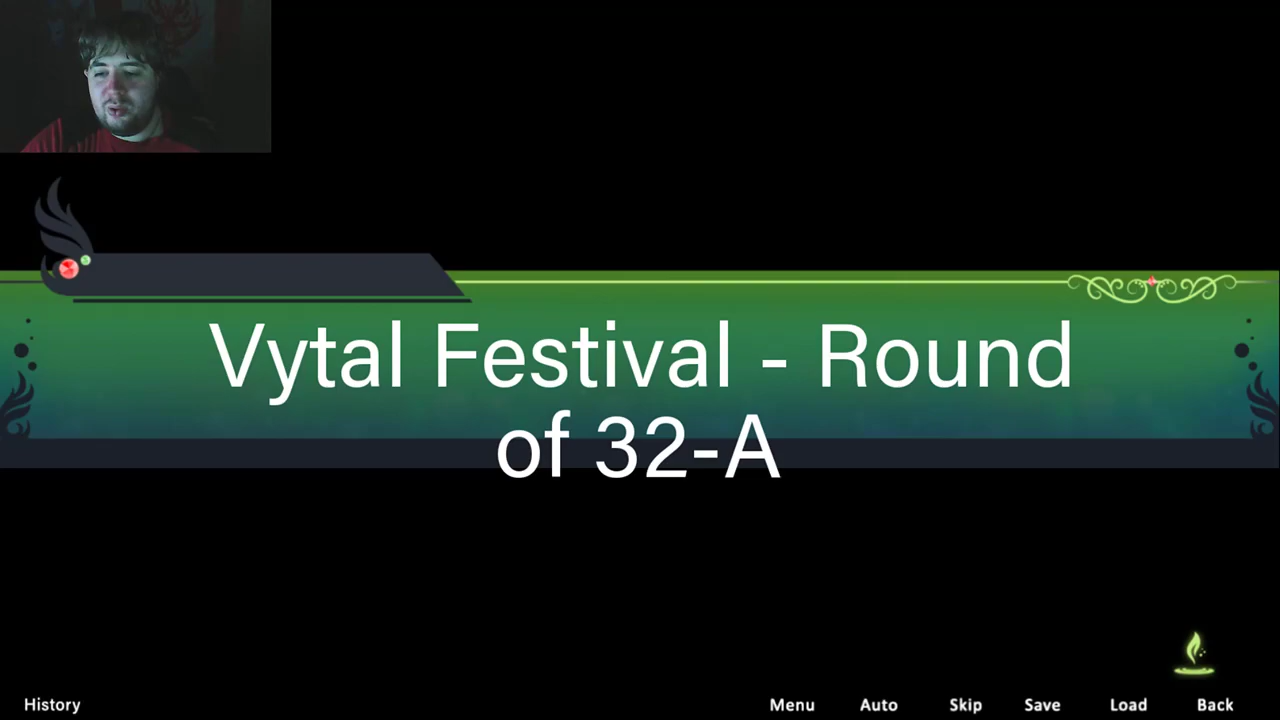 Vytal Festival - Round
of 32-A
History
Menu
Auto
Skip
Save
Load
Back